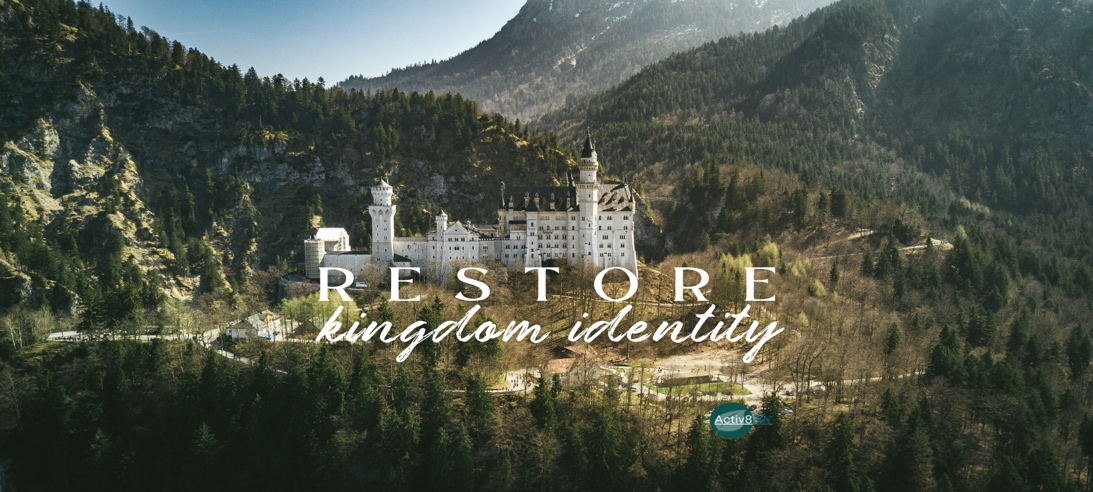 RESTORE
kingdom identity
Activ8